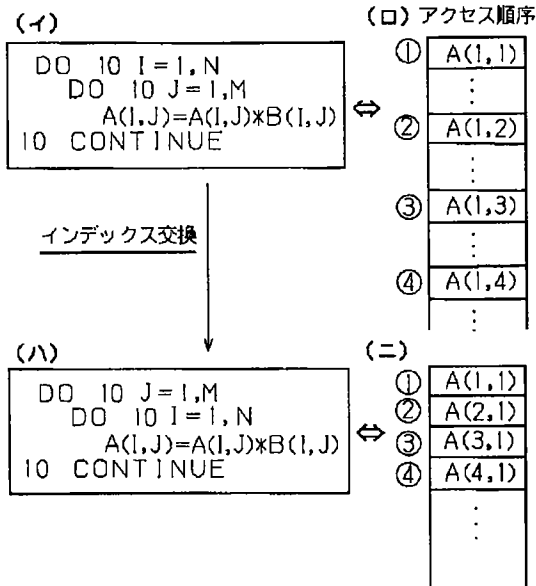 (イ)
DO 10 I=1,N
DO 10 J=1,M
A(I,J)=A(I,J)*B(I,J)
10 CONTINUE
⇔
(ロ) アクセス順序
① A(1,1)
⋮
② A(1,2)
⋮
③ A(1,3)
⋮
④ A(1,4)
⋮
インデックス交換
(ハ)
DO 10 J=1,M
DO 10 I=1,N
A(I,J)=A(I,J)*B(I,J)
10 CONTINUE
⇔
(ニ)
① A(1,1)
② A(2,1)
③ A(3,1)
④ A(4,1)
⋮